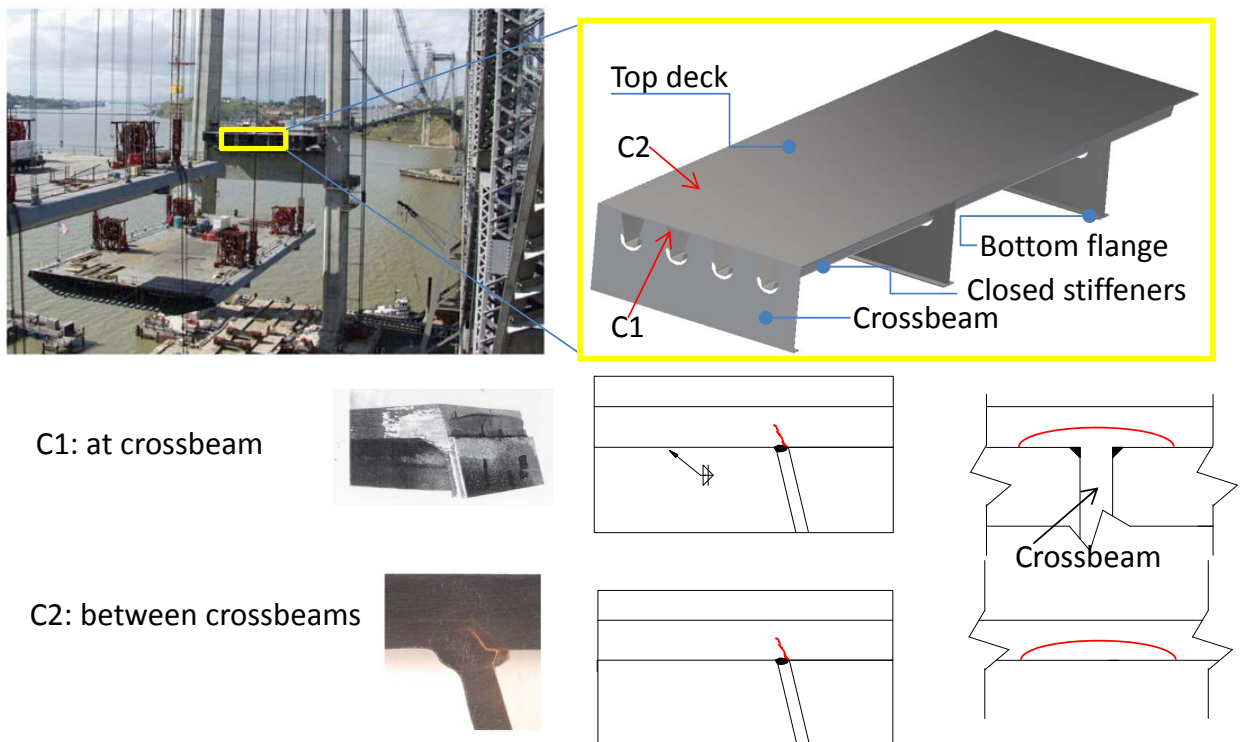 Top deck
C2
Bottom flange
Closed stiffeners
C1
Crossbeam
C1: at crossbeam
Crossbeam
C2: between crossbeams